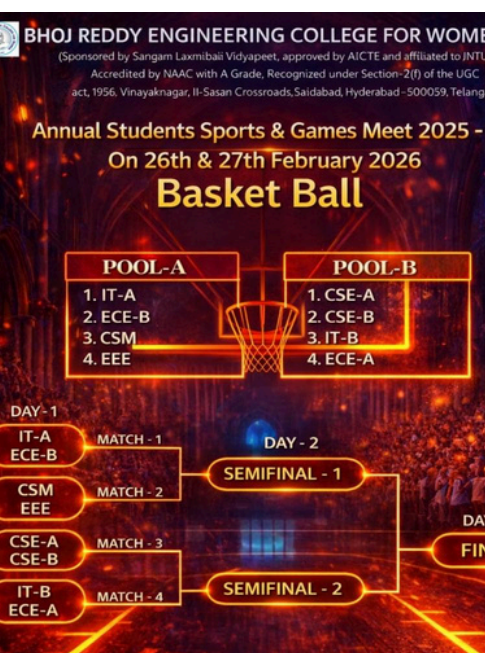 BHOJ REDDY ENGINEERING COLLEGE FOR WOME
(Sponsored by Sangam Laxmibaii Vidyapeet, approved by AICTE and affiliated to JNTU
Accredited by NAAC with A Grade, Recognized under Section-2(f) of the UGC
act, 1956. Vinayaknagar, II-Sasan Crossroads, Saidabad, Hyderabad-500059, Telang
Annual Students Sports & Games Meet 2025 -
On 26th & 27th February 2026
Basket Ball
POOL-A
1. IT-A
2. ECE-B
3. CSM
4. EEE
POOL-B
1. CSE-A
2. CSE-B
3. IT-B
4. ECE-A
DAY - 1
IT-A
ECE-B
MATCH - 1
CSM
EEE
MATCH - 2
CSE-A
CSE-B
MATCH - 3
IT-B
ECE-A
MATCH - 4
DAY - 2
SEMIFINAL - 1
SEMIFINAL - 2
DA
FIN